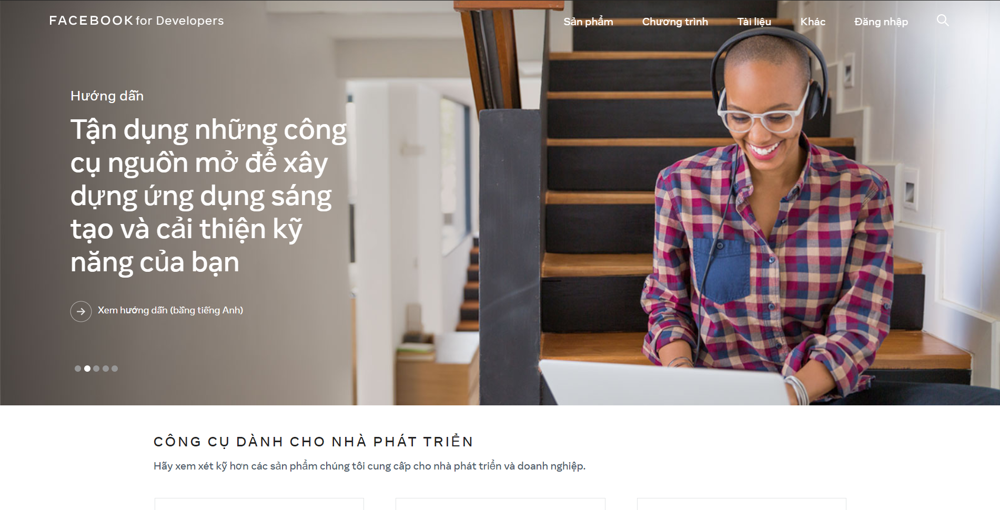 FACEBOOK for Developers
Sản phẩm Chương trình Tài liệu Khác Đăng nhập
Hướng dẫn
Tận dụng những công
cụ nguồn mở để xây
dựng ứng dụng sáng
tạo và cải thiện kỹ
năng của bạn
Xem hướng dẫn (bằng tiếng Anh)
CÔNG CỤ DÀNH CHO NHÀ PHÁT TRIỂN
Hãy xem xét kỹ hơn các sản phẩm chúng tôi cung cấp cho nhà phát triển và doanh nghiệp.